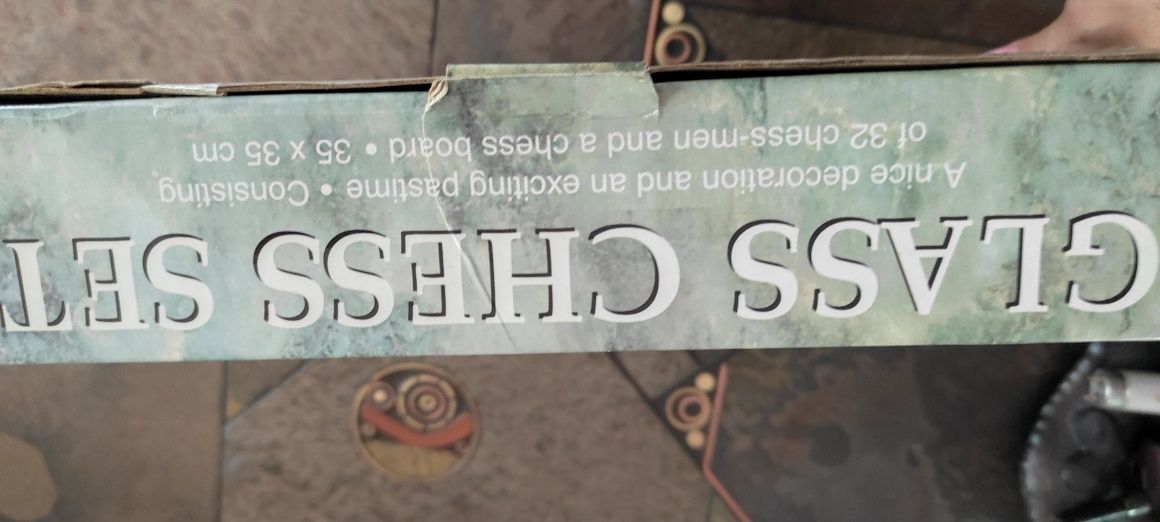 GLASS CHESS SET
A nice decoration and an exciting pastime • Consisting
of 32 chess-men and a chess board • 35 x 35 cm